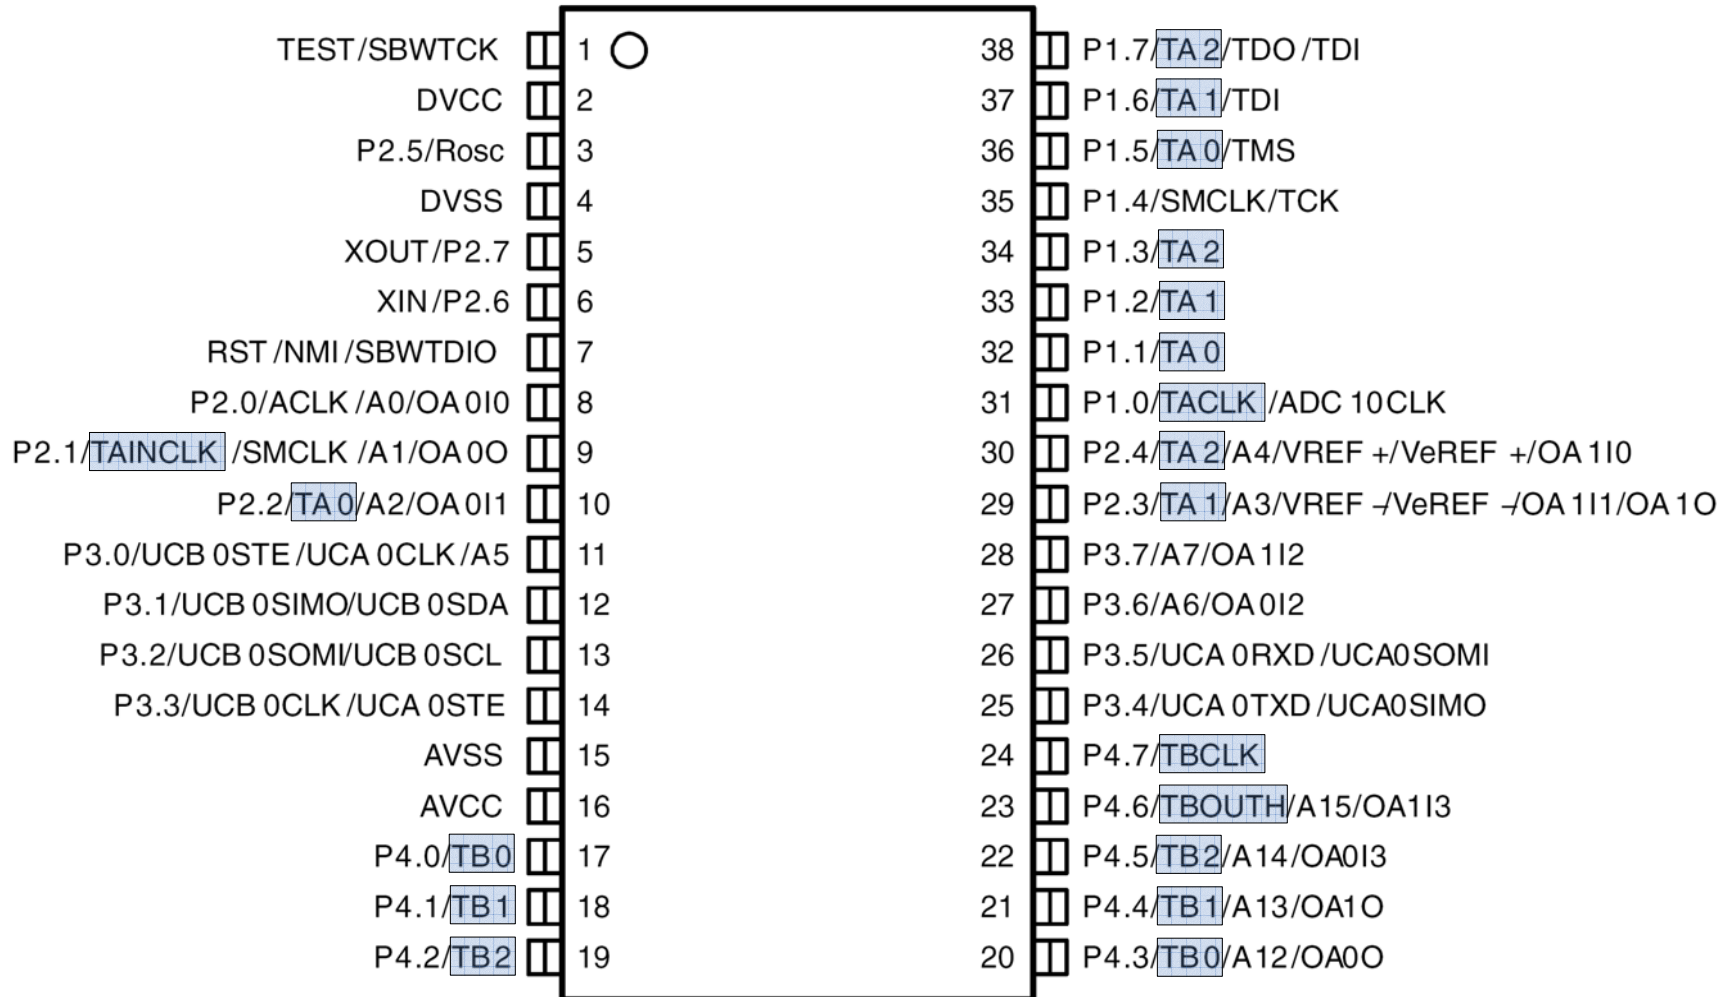 TEST/SBWTCK 1 38 P1.7/TA2/TDO/TDI
DVCC 2 37 P1.6/TA1/TDI
P2.5/Rosc 3 36 P1.5/TA0/TMS
DVSS 4 35 P1.4/SMCLK/TCK
XOUT/P2.7 5 34 P1.3/TA2
XIN/P2.6 6 33 P1.2/TA1
RST/NMI/SBWTDIO 7 32 P1.1/TA0
P2.0/ACLK/A0/OA0I0 8 31 P1.0/TACLK/ADC10CLK
P2.1/TAINCLK/SMCLK/A1/OA0O 9 30 P2.4/TA2/A4/VREF+/VeREF+/OA1I0
P2.2/TA0/A2/OA0I1 10 29 P2.3/TA1/A3/VREF−/VeREF−/OA1I1/OA1O
P3.0/UCB0STE/UCA0CLK/A5 11 28 P3.7/A7/OA1I2
P3.1/UCB0SIMO/UCB0SDA 12 27 P3.6/A6/OA0I2
P3.2/UCB0SOMI/UCB0SCL 13 26 P3.5/UCA0RXD/UCA0SOMI
P3.3/UCB0CLK/UCA0STE 14 25 P3.4/UCA0TXD/UCA0SIMO
AVSS 15 24 P4.7/TBCLK
AVCC 16 23 P4.6/TBOUTH/A15/OA1I3
P4.0/TB0 17 22 P4.5/TB2/A14/OA0I3
P4.1/TB1 18 21 P4.4/TB1/A13/OA1O
P4.2/TB2 19 20 P4.3/TB0/A12/OA0O